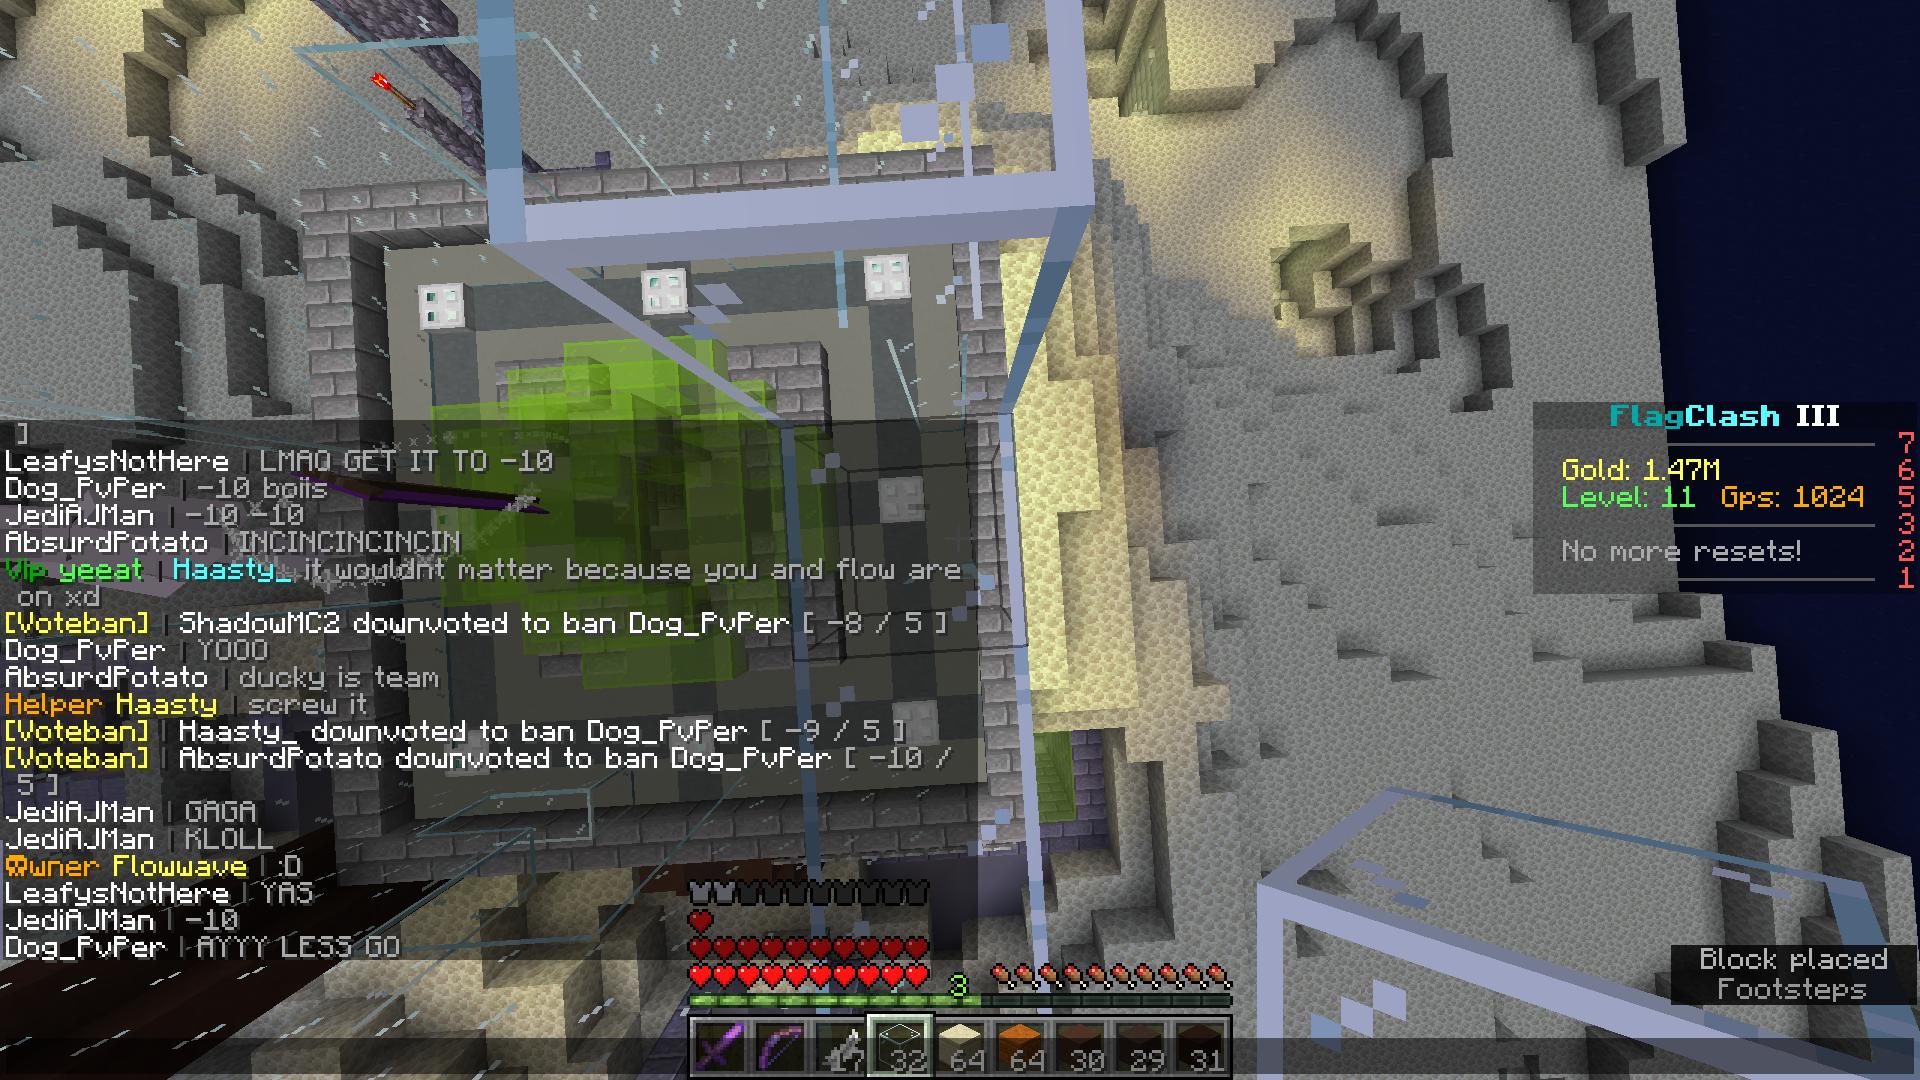 ]
LeafysNotHere | LMAO GET IT TO -10
Dog_PvPer | -10 bois
JediAJMan | -10 -10
AbsurdPotato | INCINCINCINCIN
Vip yeeat | Haasty_ it wouldnt matter because you and flow are
on xd
[Voteban] | ShadowMC2 downvoted to ban Dog_PvPer [ -8 / 5 ]
Dog_PvPer | YOOO
AbsurdPotato | ducky is team
Helper Haasty | screw it
[Voteban] | Haasty_ downvoted to ban Dog_PvPer [ -9 / 5 ]
[Voteban] | AbsurdPotato downvoted to ban Dog_PvPer [ -10 /
5 ]
JediAJMan | GAGA
JediAJMan | KLOLL
Owner Flowwave | :D
LeafysNotHere | YAS
JediAJMan | -10
Dog_PvPer | AYYY LESS GO
FlagClash III
7
Gold: 1.47M 6
Level: 11 Gps: 1024 5
3
No more resets! 2
1
Block placed
Footsteps
3
17 32 64 64 30 29 31